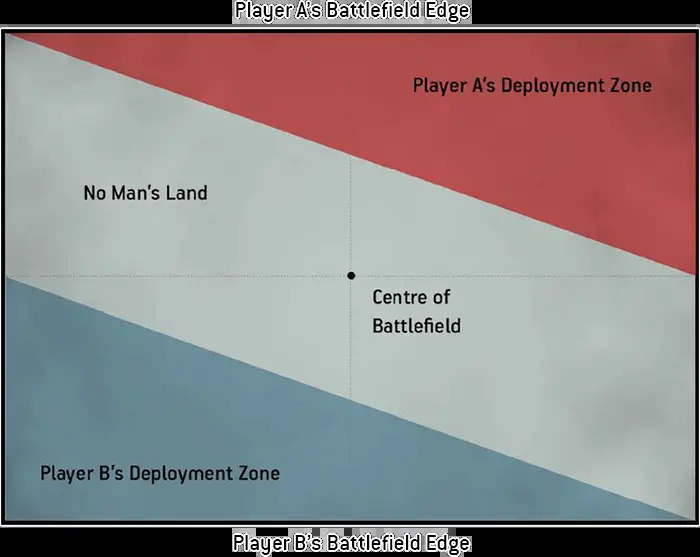 Player A's Battlefield Edge
Player A's Deployment Zone
No Man's Land
Centre of
Battlefield
Player B's Deployment Zone
Player B's Battlefield Edge